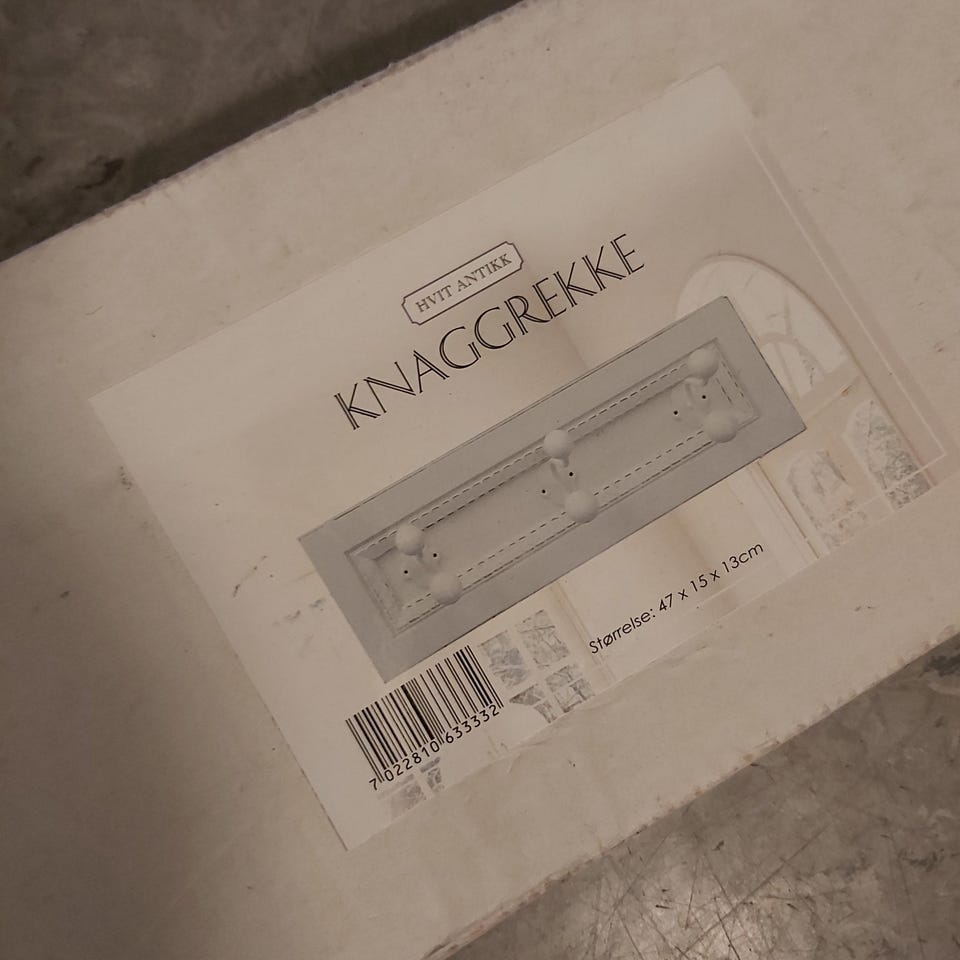 HVIT ANTIKK
KNAGGREKKE
Størrelse: 47 x 15 x 13cm
7 022810 633332